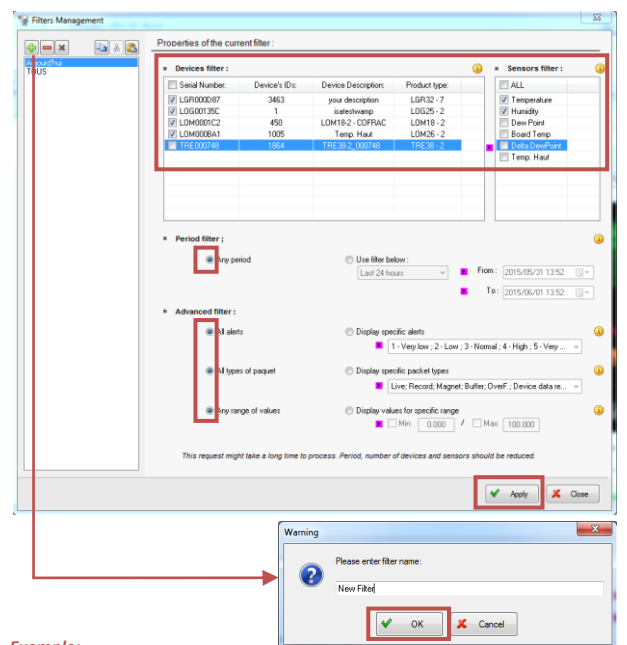 Filters Management
Properties of the current filter :
Aujourd'hui
TOUS
Devices filter :
Sensors filter :
Serial Number: Device's IDs: Device Description: Product type:
ALL
LGR000D87 3463 your description LGR32 - 7
Temperature
LOG00135C 1 isatestwamp LOG25 - 2
Humidity
LOM0001C2 450 LOM18-2 - COFRAC LOM18 - 2
Dew Point
LOM000BA1 1005 Temp. Haut LOM26 - 2
Board Temp
TRE000748 1864 TRE38-2_000748 TRE38 - 2
Delta DewPoint
Temp. Haut
Period filter ;
Any period
Use filter below :
Last 24 hours
From : 2015/05/31 13:52
To : 2015/06/01 13:52
Advanced filter :
All alerts
Display specific alerts
1 - Very low ; 2 - Low ; 3 - Normal ; 4 - High ; 5 - Very ...
All types of paquet
Display specific packet types
Live; Record; Magnet; Buffer; OverF.; Device data re...
Any range of values
Display values for specific range
Min: 0.000 / Max: 100.000
This request might take a long time to process. Period, number of devices and sensors should be reduced.
Apply
Close
Warning
Please enter filter name:
New Filter
OK
Cancel
Example: